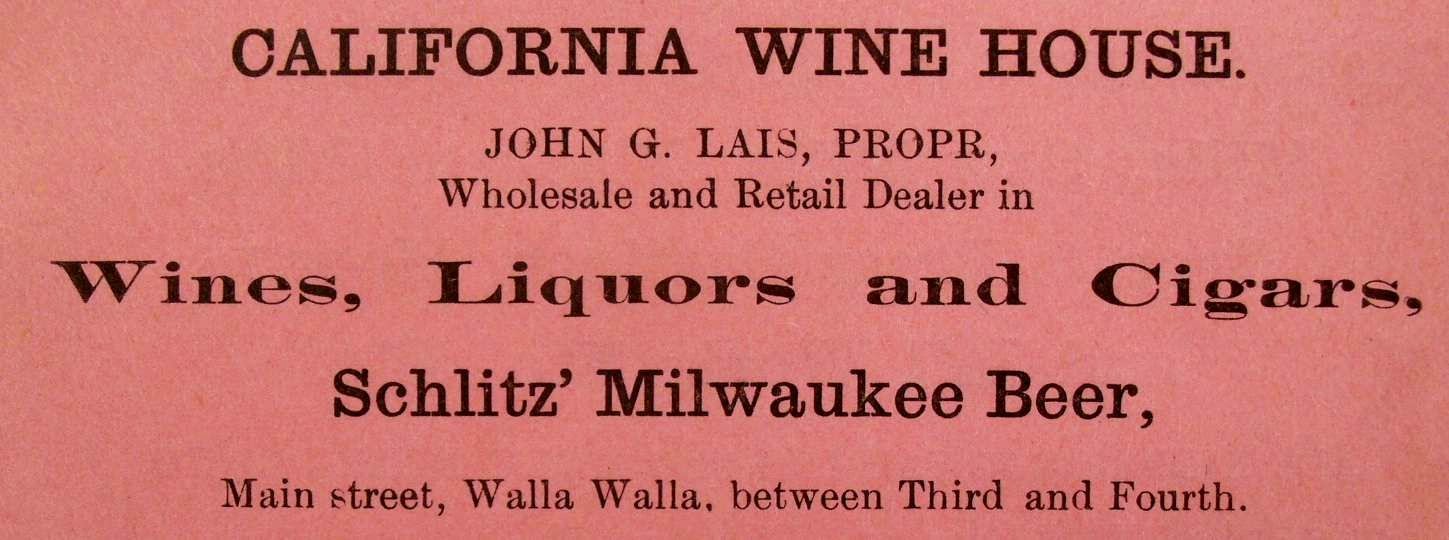 CALIFORNIA WINE HOUSE.
JOHN G. LAIS, PROPR,
Wholesale and Retail Dealer in
Wines, Liquors and Cigars,
Schlitz’ Milwaukee Beer,
Main street, Walla Walla, between Third and Fourth.